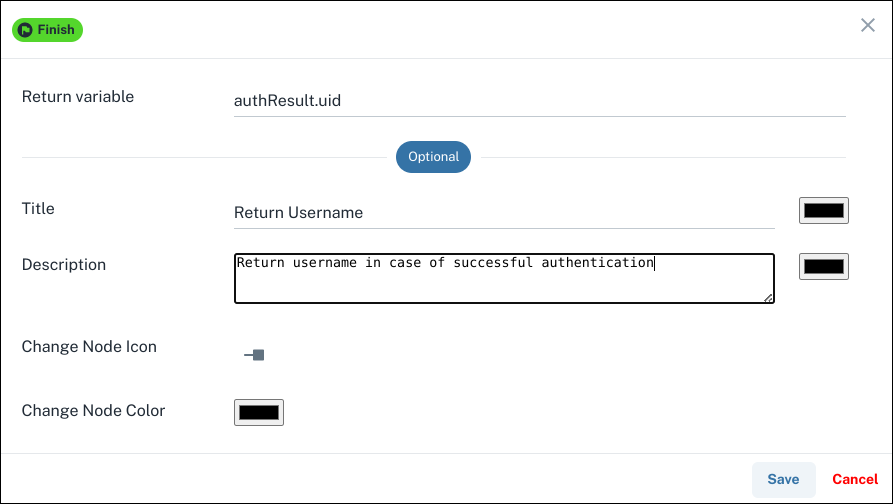 Finish
Return variable
authResult.uid
Optional
Title
Return Username
Description
Return username in case of successful authentication
Change Node Icon
Change Node Color
Save
Cancel